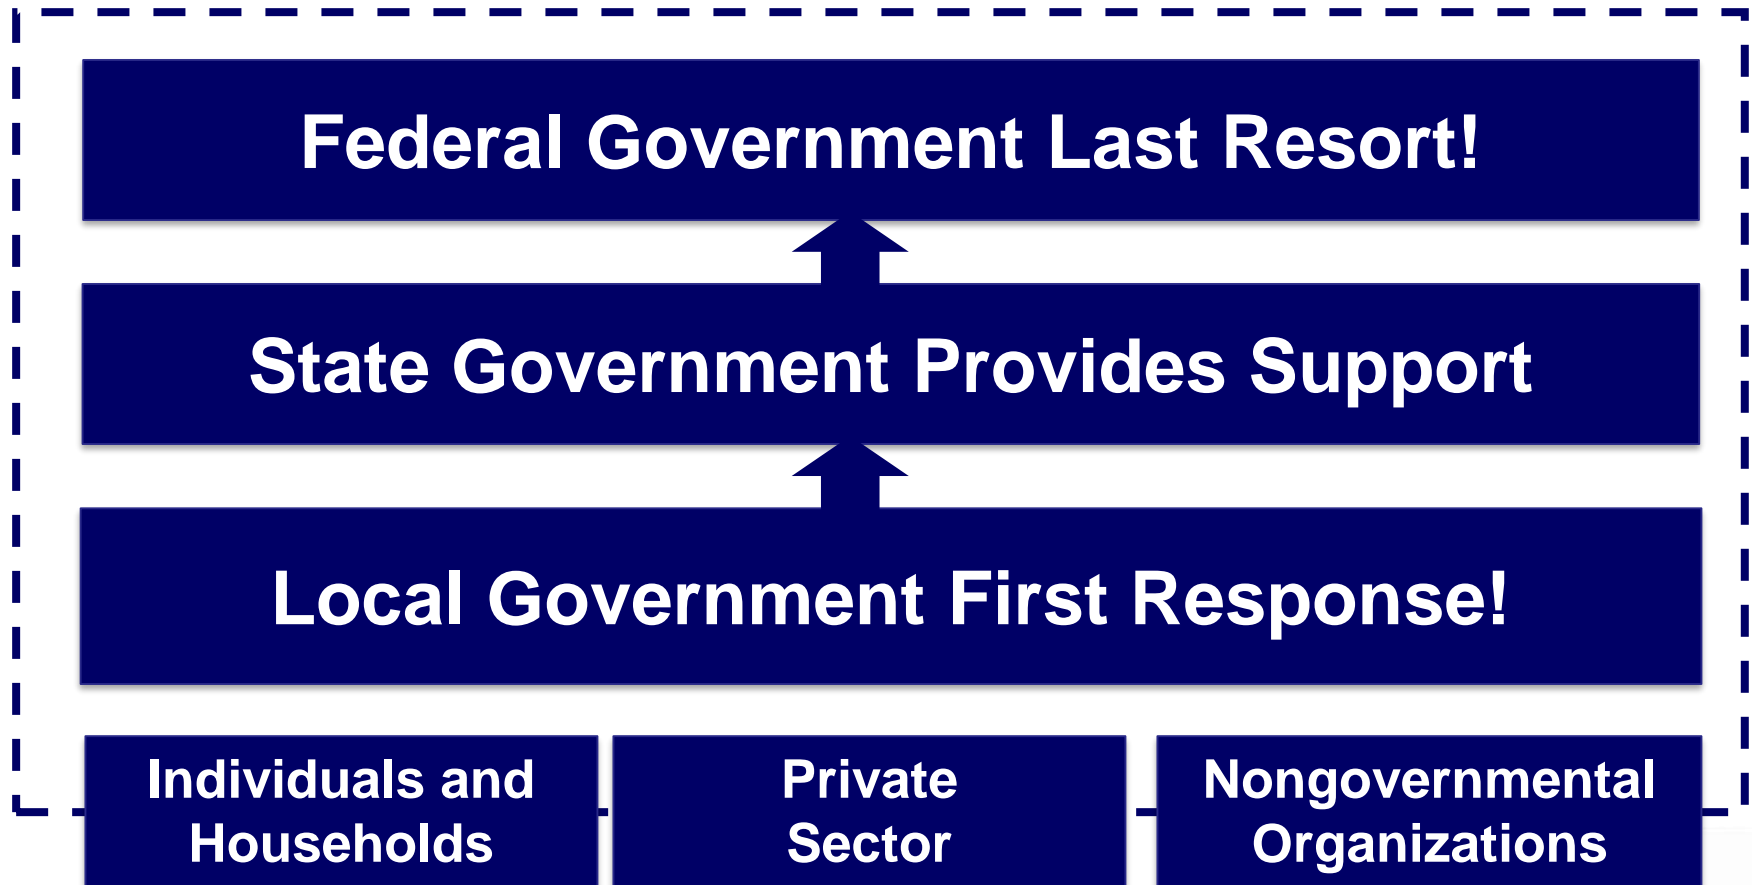 Federal Government Last Resort!
State Government Provides Support
Local Government First Response!
Individuals and
Households
Private
Sector
Nongovernmental
Organizations